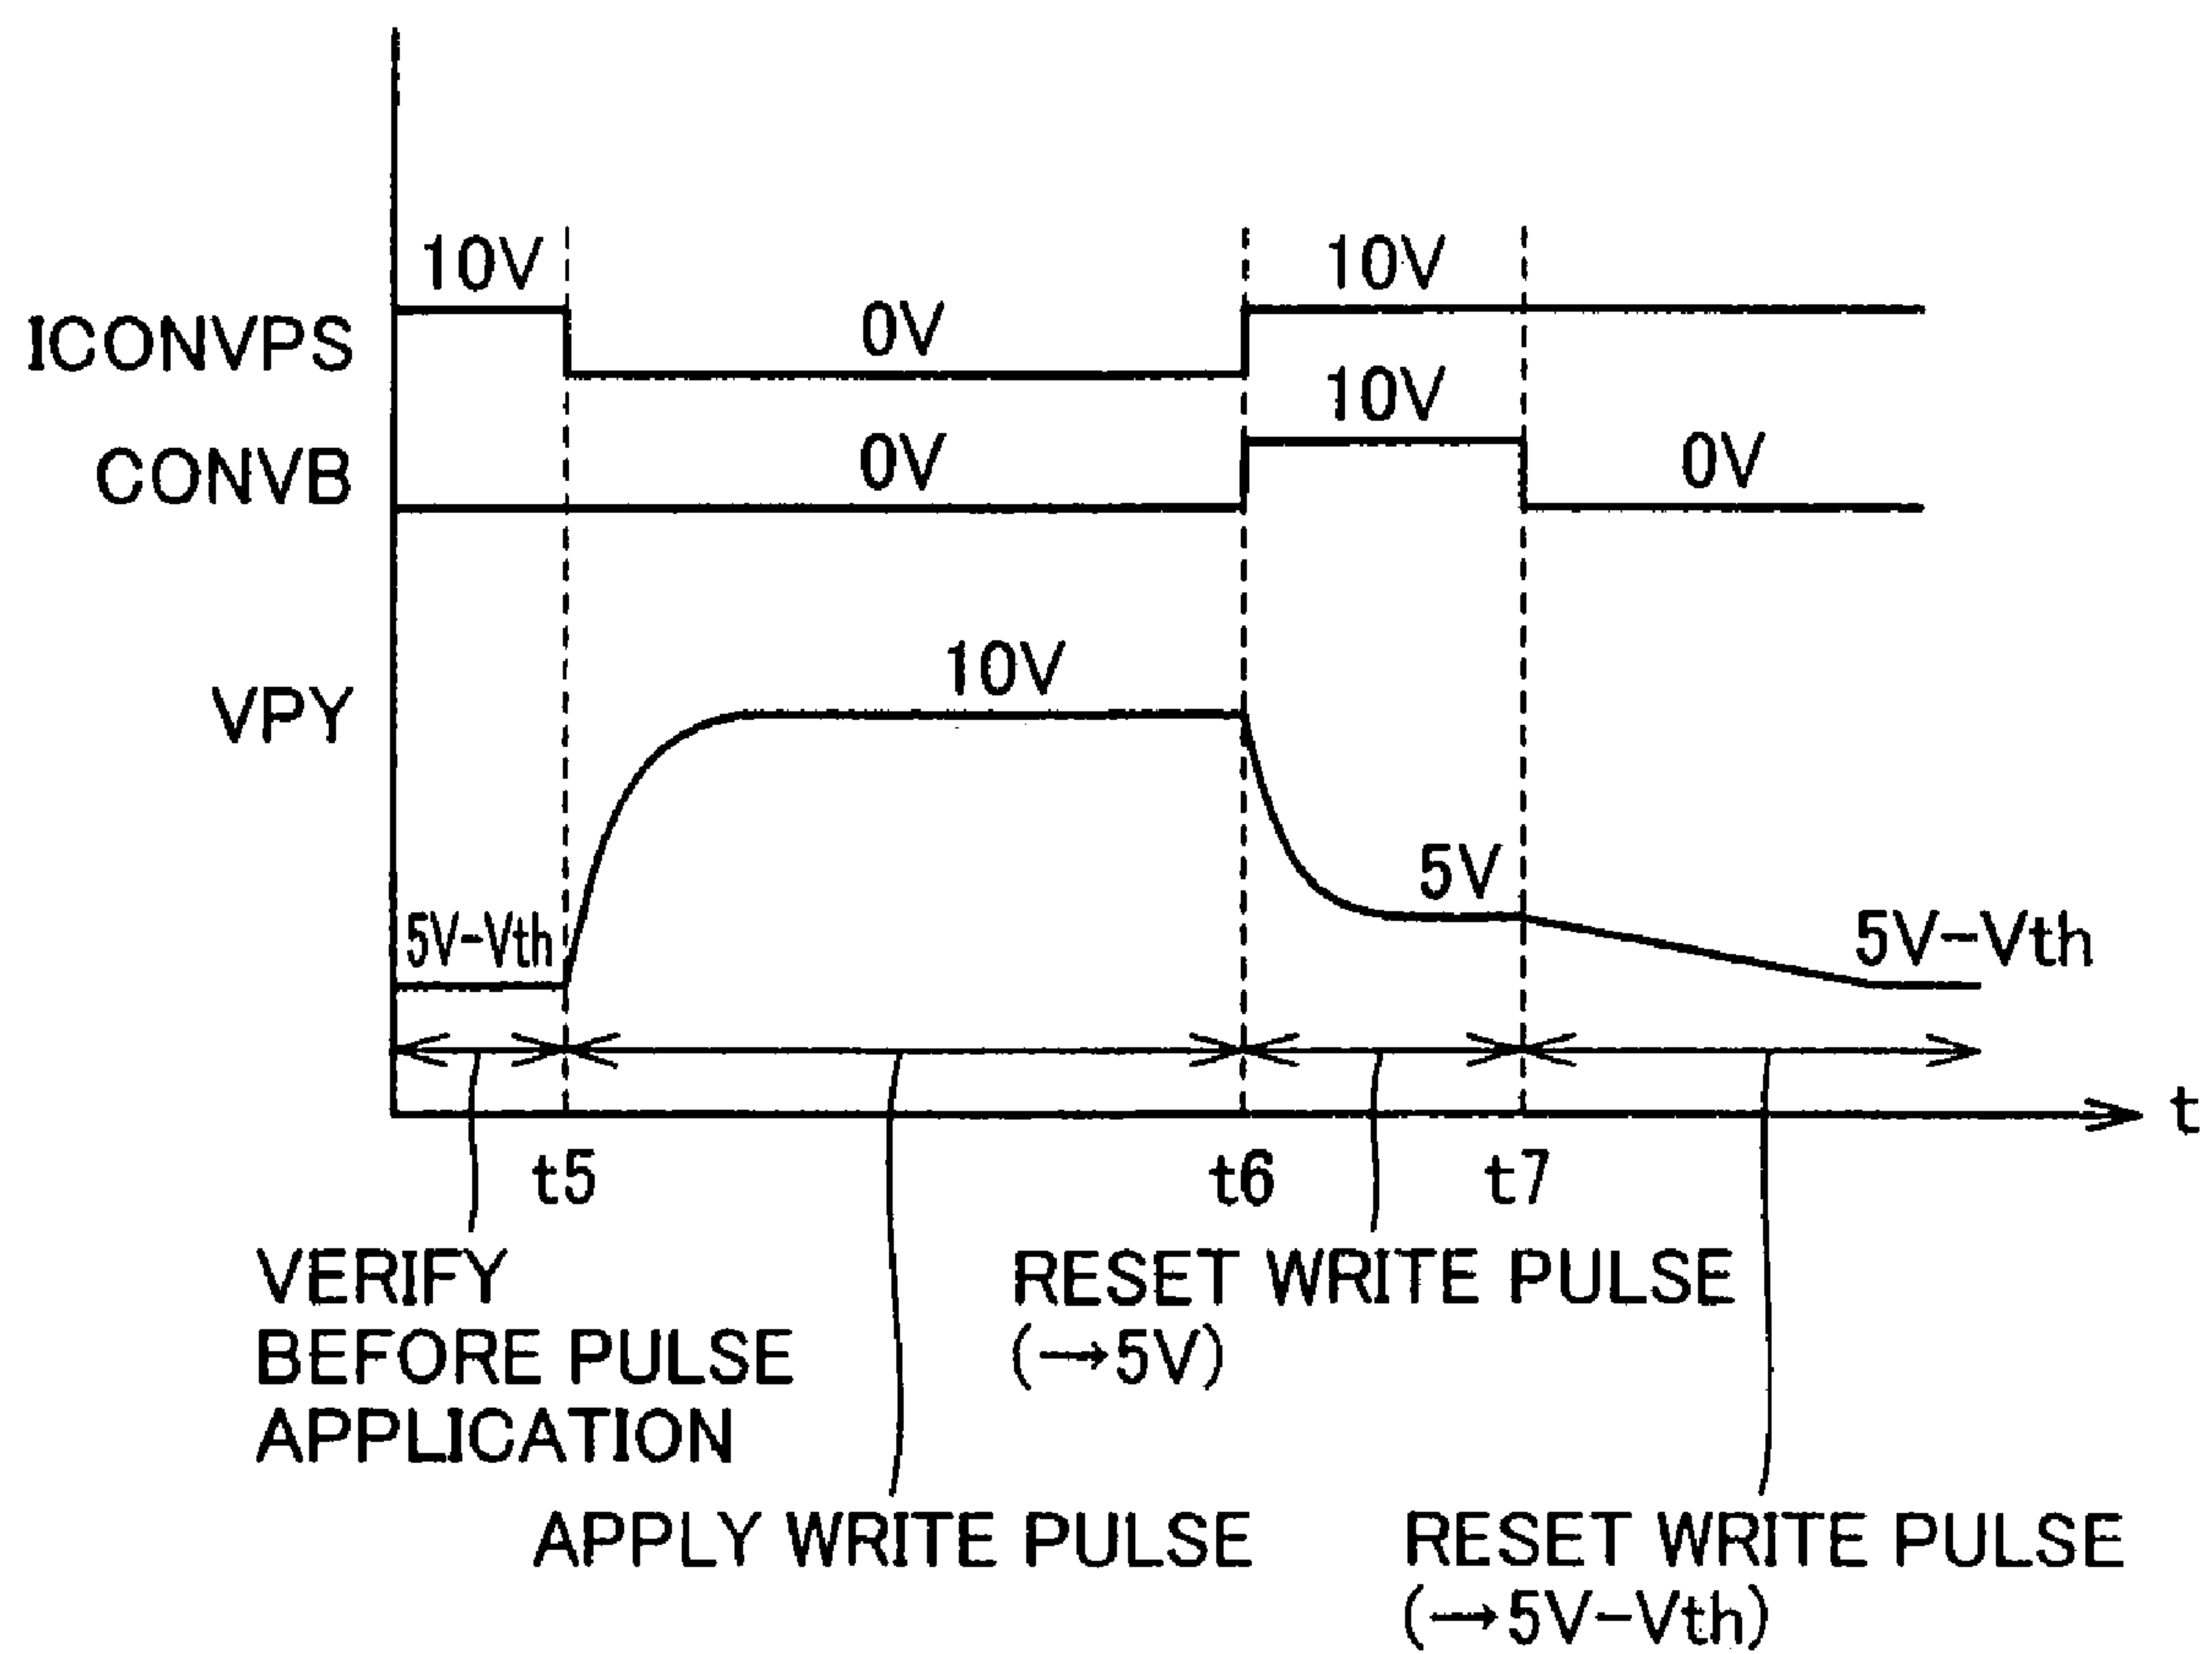 10V
10V
ICONVPS
0V
10V
CONVB
0V
0V
10V
VPY
5V
5V-Vth
5V-Vth
t
t5
t6
t7
VERIFY
BEFORE PULSE
APPLICATION
RESET WRITE PULSE
(→5V)
APPLY WRITE PULSE
RESET WRITE PULSE
(→5V-Vth)